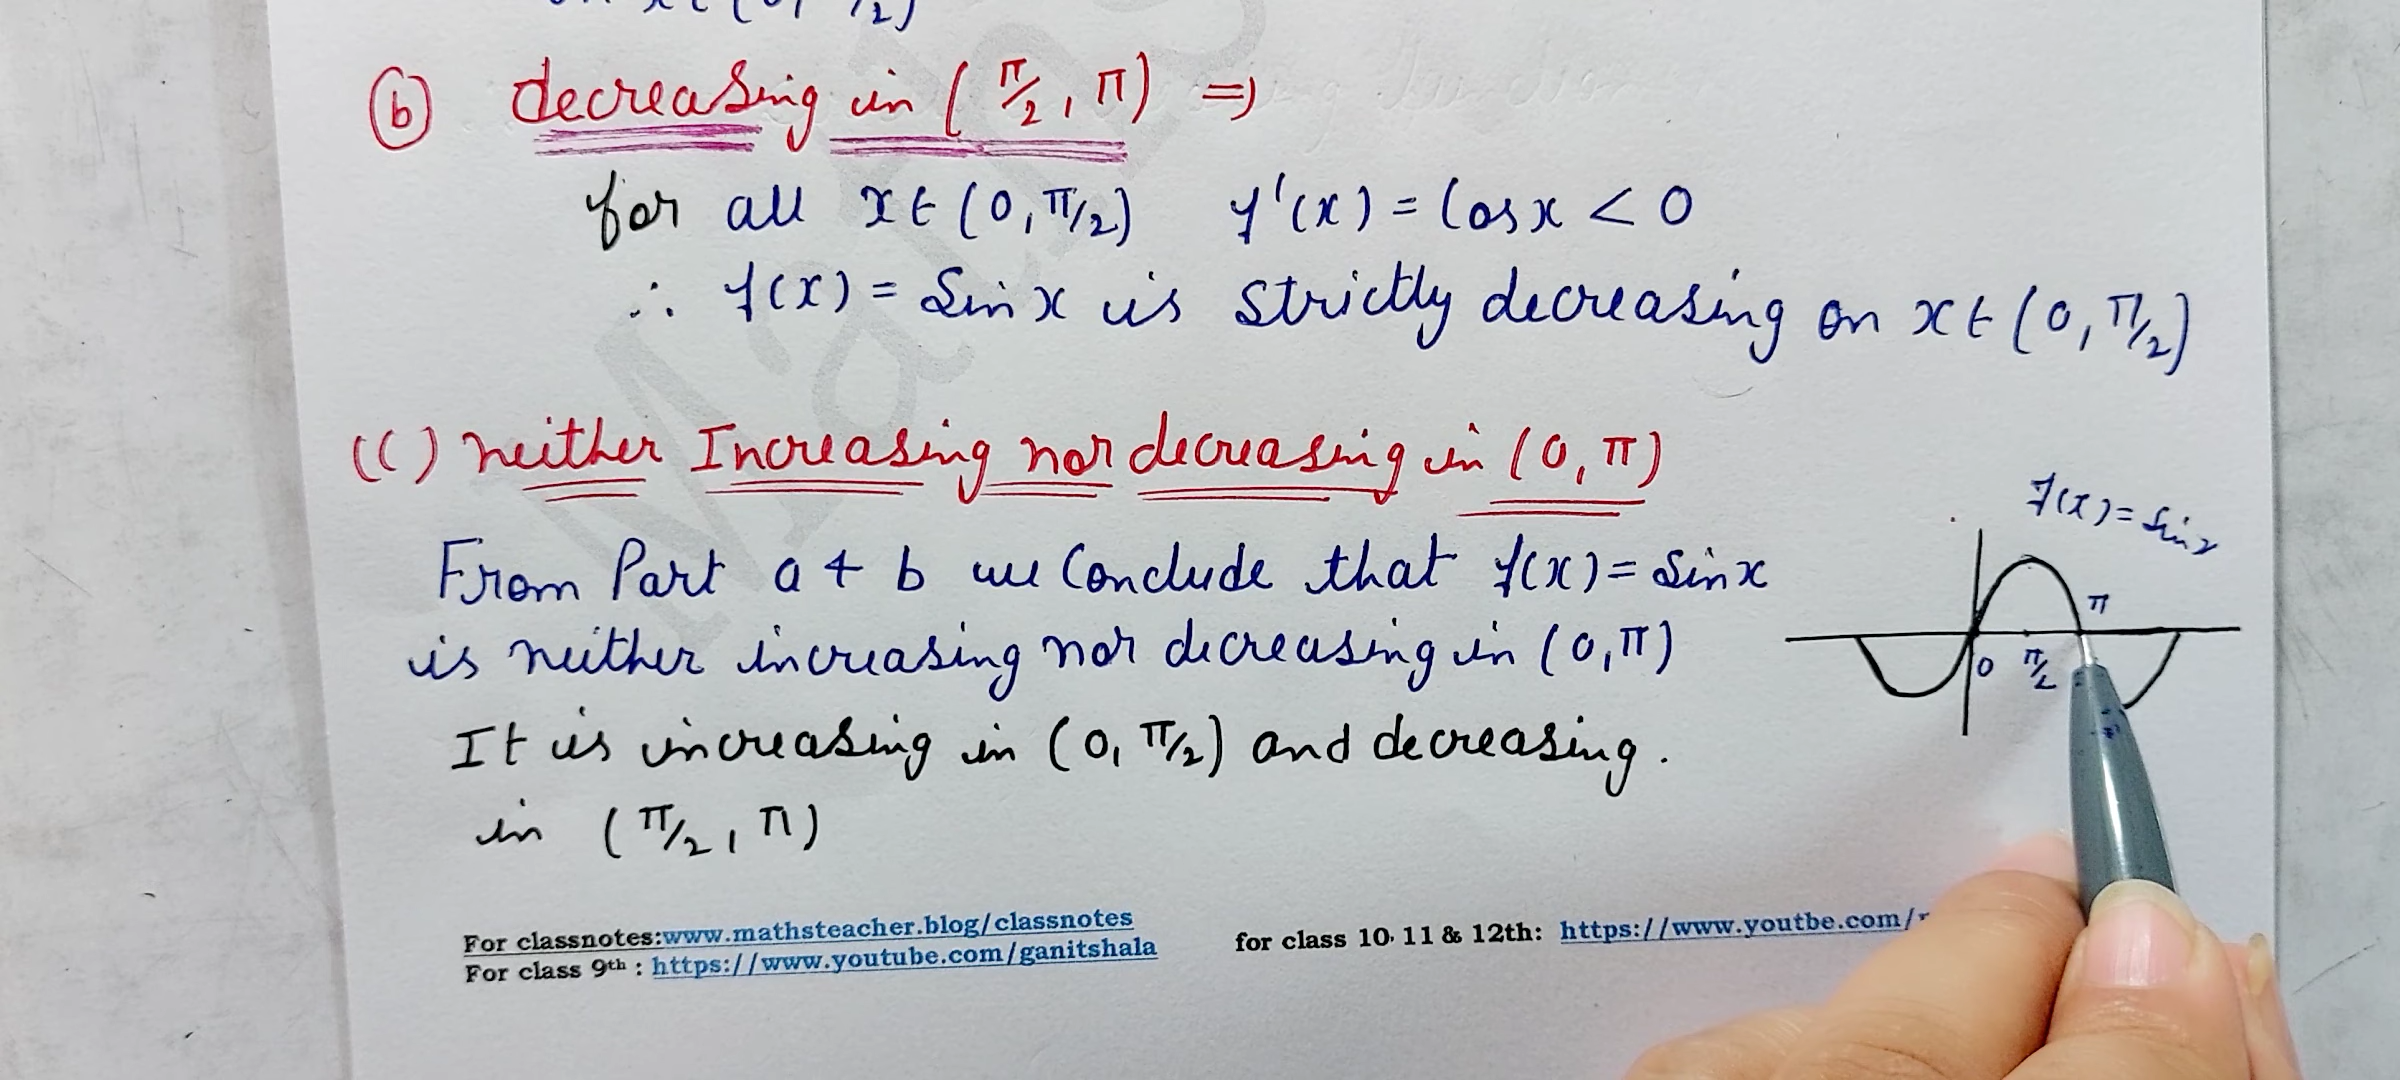 on x ∈ (0, π/2)
(b) decreasing in (π/2, π) ⇒
for all x ∈ (0, π/2) f'(x) = Cos x < 0
∴ f(x) = Sin x is strictly decreasing on x ∈ (0, π/2)
(C) neither Increasing nor decreasing in (0, π)
f(x) = Sin x
From Part a + b we Conclude that f(x) = Sin x
is neither increasing nor decreasing in (0, π)
π
0 π/2
It is increasing in (0, π/2) and decreasing.
in (π/2, π)
For classnotes:www.mathsteacher.blog/classnotes
for class 10, 11 & 12th: https://www.youtbe.com/
For class 9th : https://www.youtube.com/ganitshala